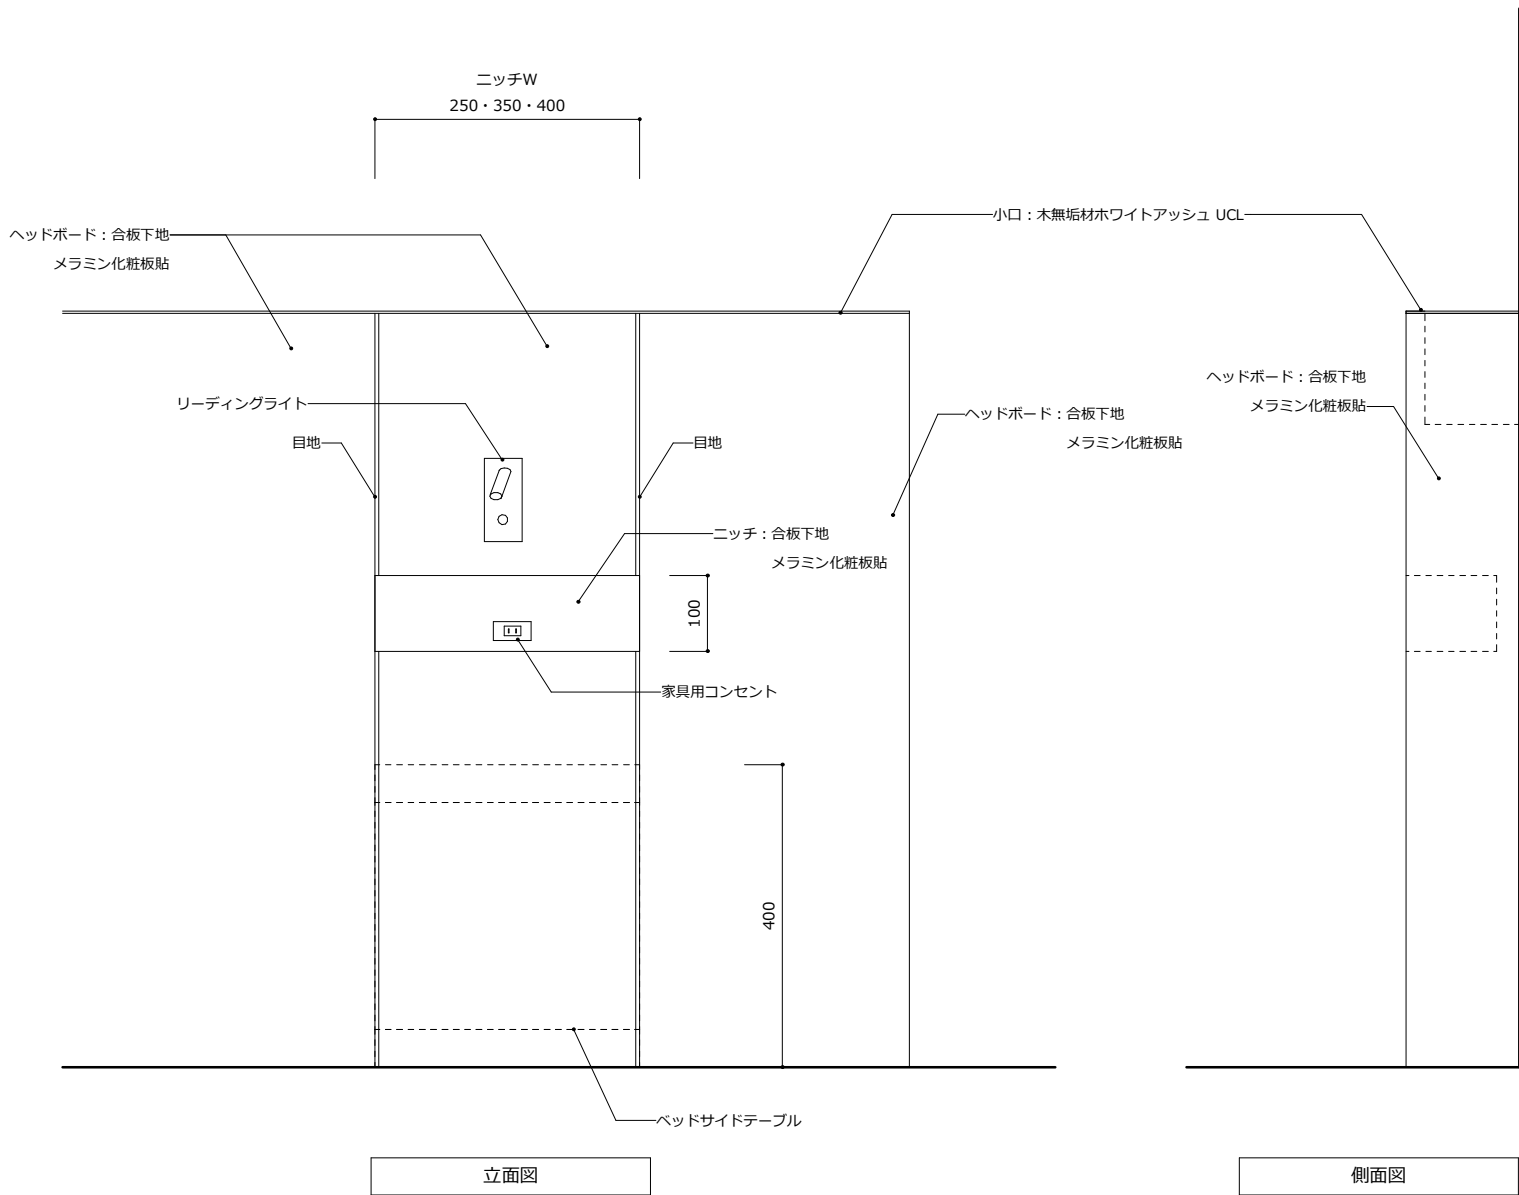 ニッチW
250・350・400
小口：木無垢材ホワイトアッシュ UCL
ヘッドボード：合板下地
メラミン化粧板貼
リーディングライト
目地
目地
ヘッドボード：合板下地
メラミン化粧板貼
ヘッドボード：合板下地
メラミン化粧板貼
ニッチ：合板下地
メラミン化粧板貼
100
家具用コンセント
400
ベッドサイドテーブル
立面図
側面図